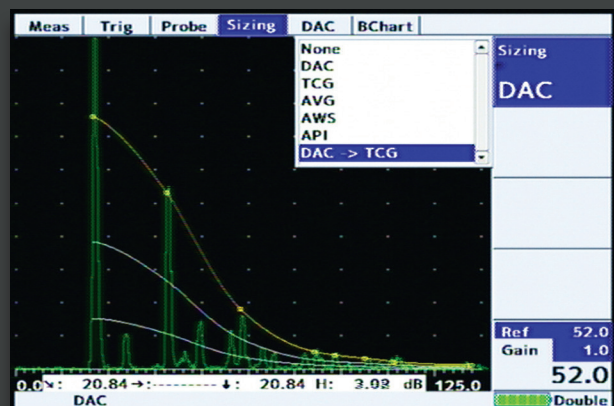 Meas Trig Probe Sizing DAC BChart
None
DAC
TCG
AVG
AWS
API
DAC -> TCG
Sizing
DAC
Ref 52.0
Gain 1.0
52.0
0.0 : 20.84 →:-------- ↓: 20.84 H: 3.98 dB 125.0
DAC
Double